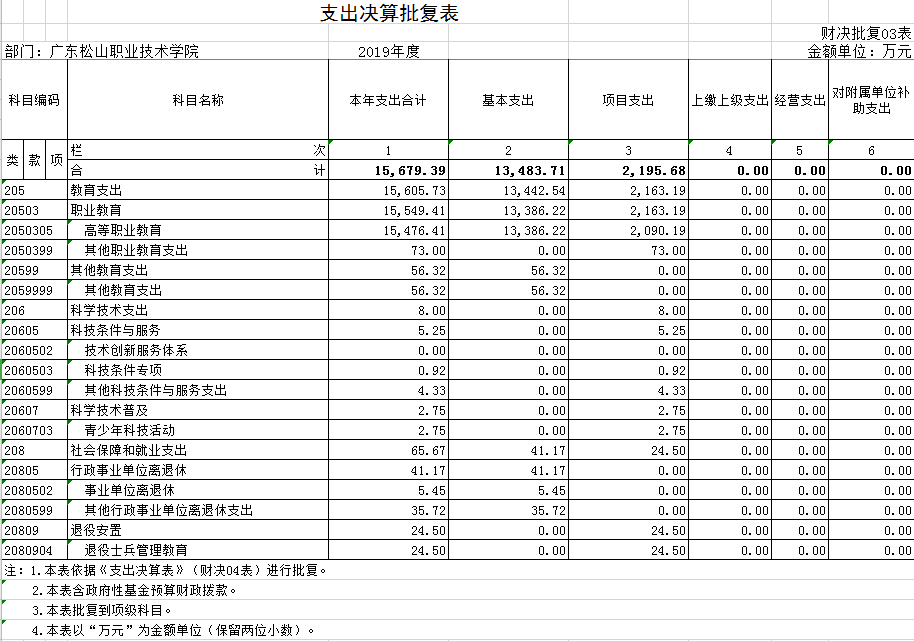 支出决算批复表
财决批复03表
部门：广东松山职业技术学院 2019年度 金额单位：万元
科目编码 科目名称 本年支出合计 基本支出 项目支出 上缴上级支出 经营支出 对附属单位补助支出
类 款 项 栏 次 1 2 3 4 5 6
合 计 15,679.39 13,483.71 2,195.68 0.00 0.00 0.00
205 教育支出 15,605.73 13,442.54 2,163.19 0.00 0.00 0.00
20503 职业教育 15,549.41 13,386.22 2,163.19 0.00 0.00 0.00
2050305 高等职业教育 15,476.41 13,386.22 2,090.19 0.00 0.00 0.00
2050399 其他职业教育支出 73.00 0.00 73.00 0.00 0.00 0.00
20599 其他教育支出 56.32 56.32 0.00 0.00 0.00 0.00
2059999 其他教育支出 56.32 56.32 0.00 0.00 0.00 0.00
206 科学技术支出 8.00 0.00 8.00 0.00 0.00 0.00
20605 科技条件与服务 5.25 0.00 5.25 0.00 0.00 0.00
2060502 技术创新服务体系 0.00 0.00 0.00 0.00 0.00 0.00
2060503 科技条件专项 0.92 0.00 0.92 0.00 0.00 0.00
2060599 其他科技条件与服务支出 4.33 0.00 4.33 0.00 0.00 0.00
20607 科学技术普及 2.75 0.00 2.75 0.00 0.00 0.00
2060703 青少年科技活动 2.75 0.00 2.75 0.00 0.00 0.00
208 社会保障和就业支出 65.67 41.17 24.50 0.00 0.00 0.00
20805 行政事业单位离退休 41.17 41.17 0.00 0.00 0.00 0.00
2080502 事业单位离退休 5.45 5.45 0.00 0.00 0.00 0.00
2080599 其他行政事业单位离退休支出 35.72 35.72 0.00 0.00 0.00 0.00
20809 退役安置 24.50 0.00 24.50 0.00 0.00 0.00
2080904 退役士兵管理教育 24.50 0.00 24.50 0.00 0.00 0.00
注：1.本表依据《支出决算表》（财决04表）进行批复。
2.本表含政府性基金预算财政拨款。
3.本表批复到项级科目。
4.本表以“万元”为金额单位（保留两位小数）。